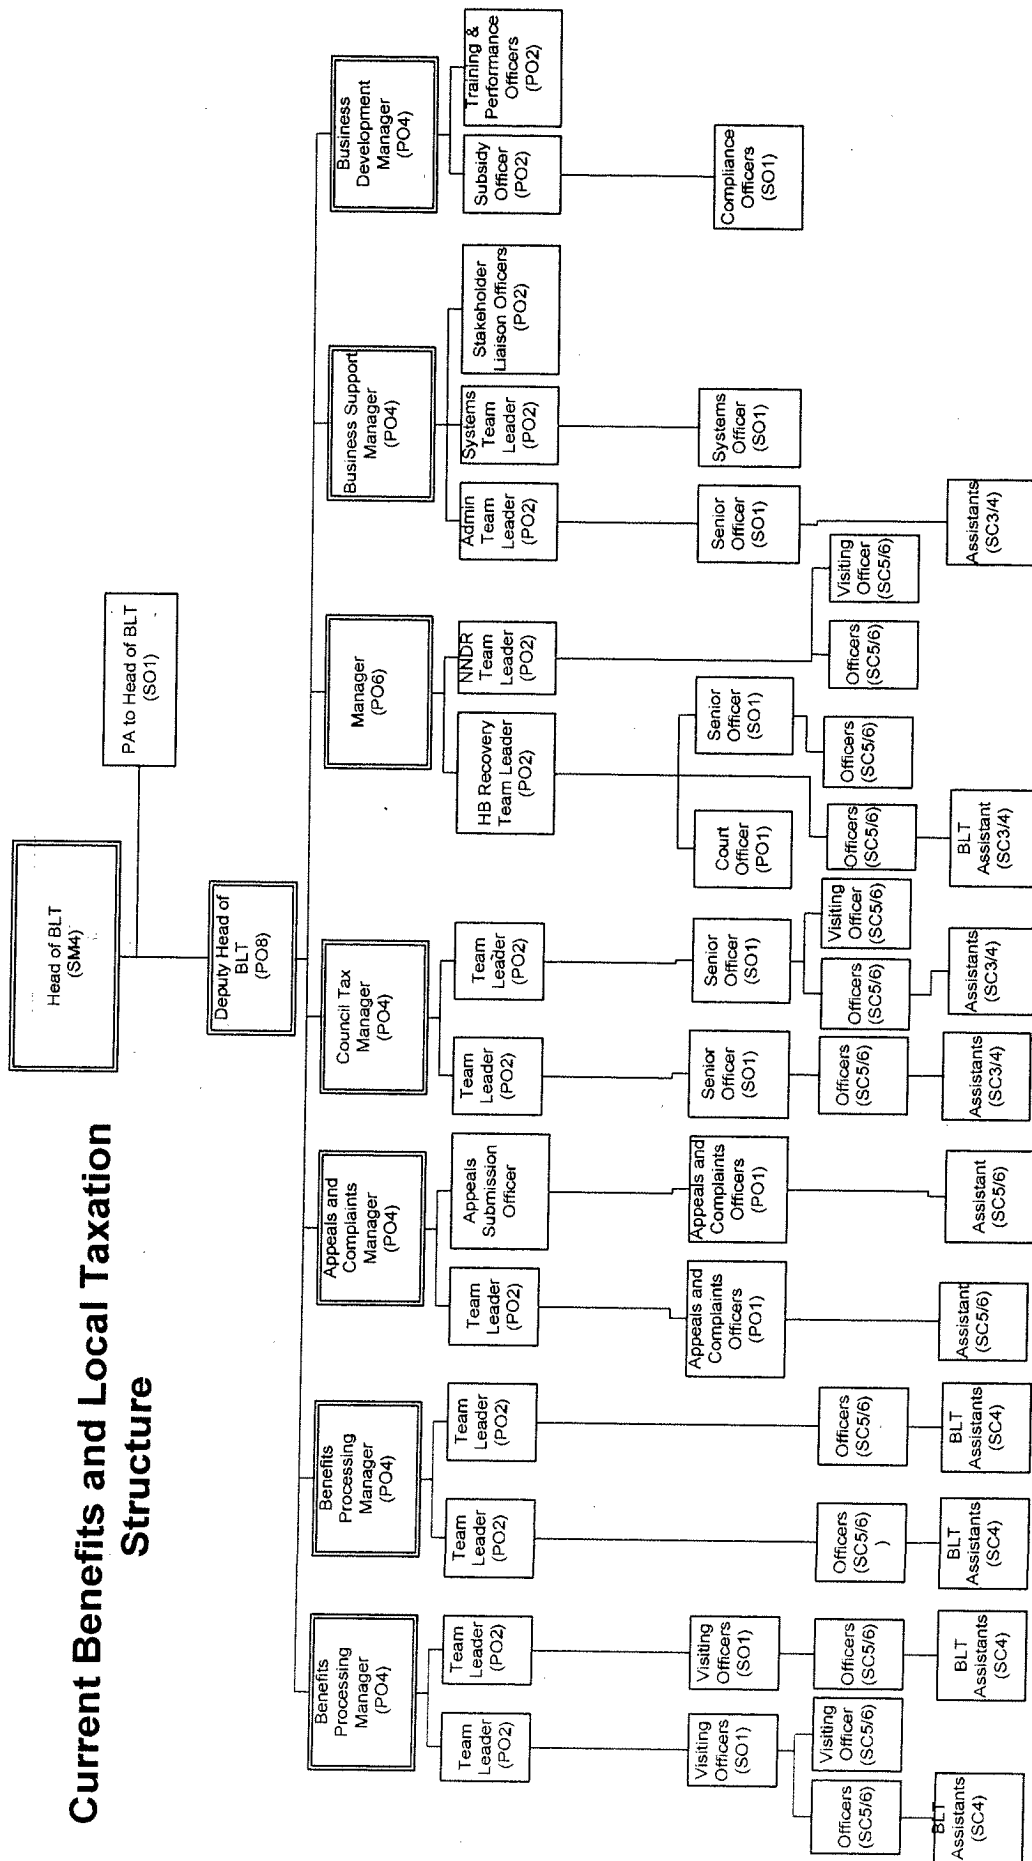 Current Benefits and Local Taxation
Structure
Head of BLT
(SM4)
PA to Head of BLT
(SO1)
Deputy Head of
BLT
(PO8)
Benefits
Processing
Manager
(PO4)
Benefits
Processing
Manager
(PO4)
Appeals and
Complaints
Manager
(PO4)
Council Tax
Manager
(PO4)
Manager
(PO6)
Business Support
Manager
(PO4)
Business
Development
Manager
(PO4)
Team
Leader
(PO2)
Team
Leader
(PO2)
Team
Leader
(PO2)
Team
Leader
(PO2)
Team
Leader
(PO2)
Appeals
Submission
Officer
Team
Leader
(PO2)
Team
Leader
(PO2)
HB Recovery
Team Leader
(PO2)
NNDR
Team
Leader
(PO2)
Admin
Team
Leader
(PO2)
Systems
Team
Leader
(PO2)
Stakeholder
Liaison Officers
(PO2)
Subsidy
Officer
(PO2)
Training &
Performance
Officers
(PO2)
Visiting
Officers
(SO1)
Visiting
Officers
(SO1)
Appeals and
Complaints
Officers
(PO1)
Appeals and
Complaints
Officers
(PO1)
Senior
Officer
(SO1)
Senior
Officer
(SO1)
Court
Officer
(PO1)
Senior
Officer
(SO1)
Senior
Officer
(SO1)
Systems
Officer
(SO1)
Compliance
Officers
(SO1)
Officers
(SC5/6)
Visiting
Officer
(SC5/6)
Officers
(SC5/6)
Officers
(SC5/6)
)
Officers
(SC5/6)
Officers
(SC5/6)
Officers
(SC5/6)
Visiting
Officer
(SC5/6)
Officers
(SC5/6)
Officers
(SC5/6)
Officers
(SC5/6)
Visiting
Officer
(SC5/6)
BLT
Assistants
(SC4)
BLT
Assistants
(SC4)
BLT
Assistants
(SC4)
BLT
Assistants
(SC4)
Assistant
(SC5/6)
Assistant
(SC5/6)
Assistants
(SC3/4)
Assistants
(SC3/4)
BLT
Assistant
(SC3/4)
Assistants
(SC3/4)